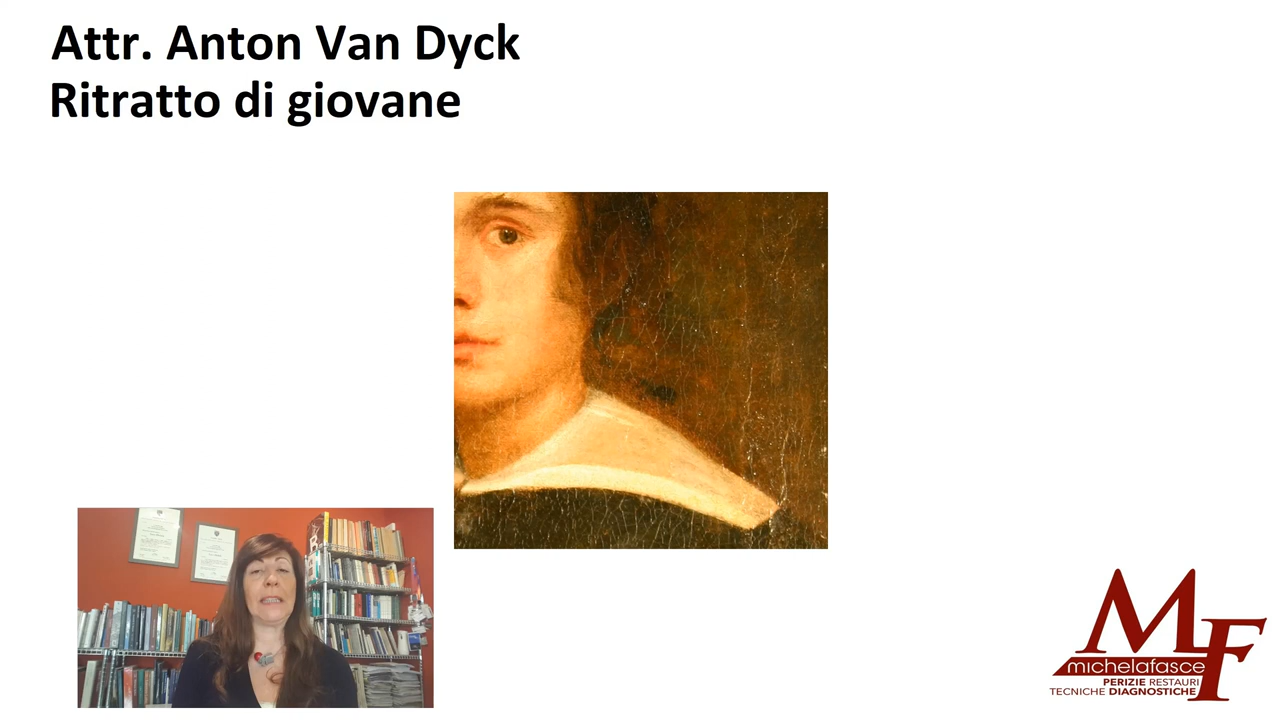 Attr. Anton Van Dyck
Ritratto di giovane
MF
michelafasce
PERIZIE RESTAURI
TECNICHE DIAGNOSTICHE